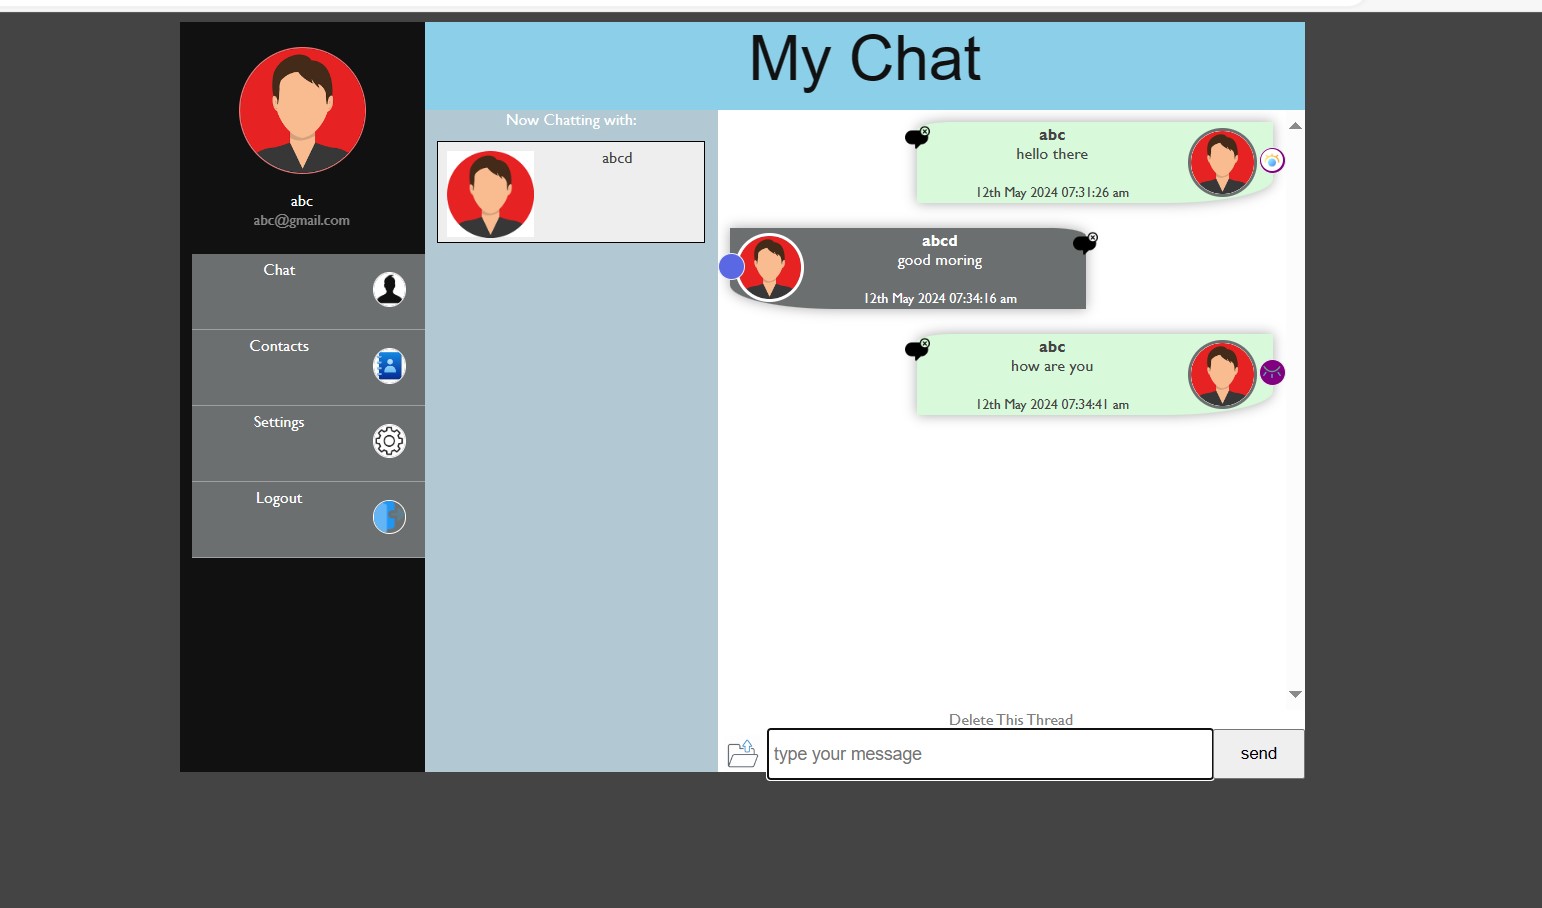 My Chat
abc
abc@gmail.com
Chat
Contacts
Settings
Logout
Now Chatting with:
abcd
abc
hello there
12th May 2024 07:31:26 am
abcd
good moring
12th May 2024 07:34:16 am
abc
how are you
12th May 2024 07:34:41 am
Delete This Thread
type your message
send